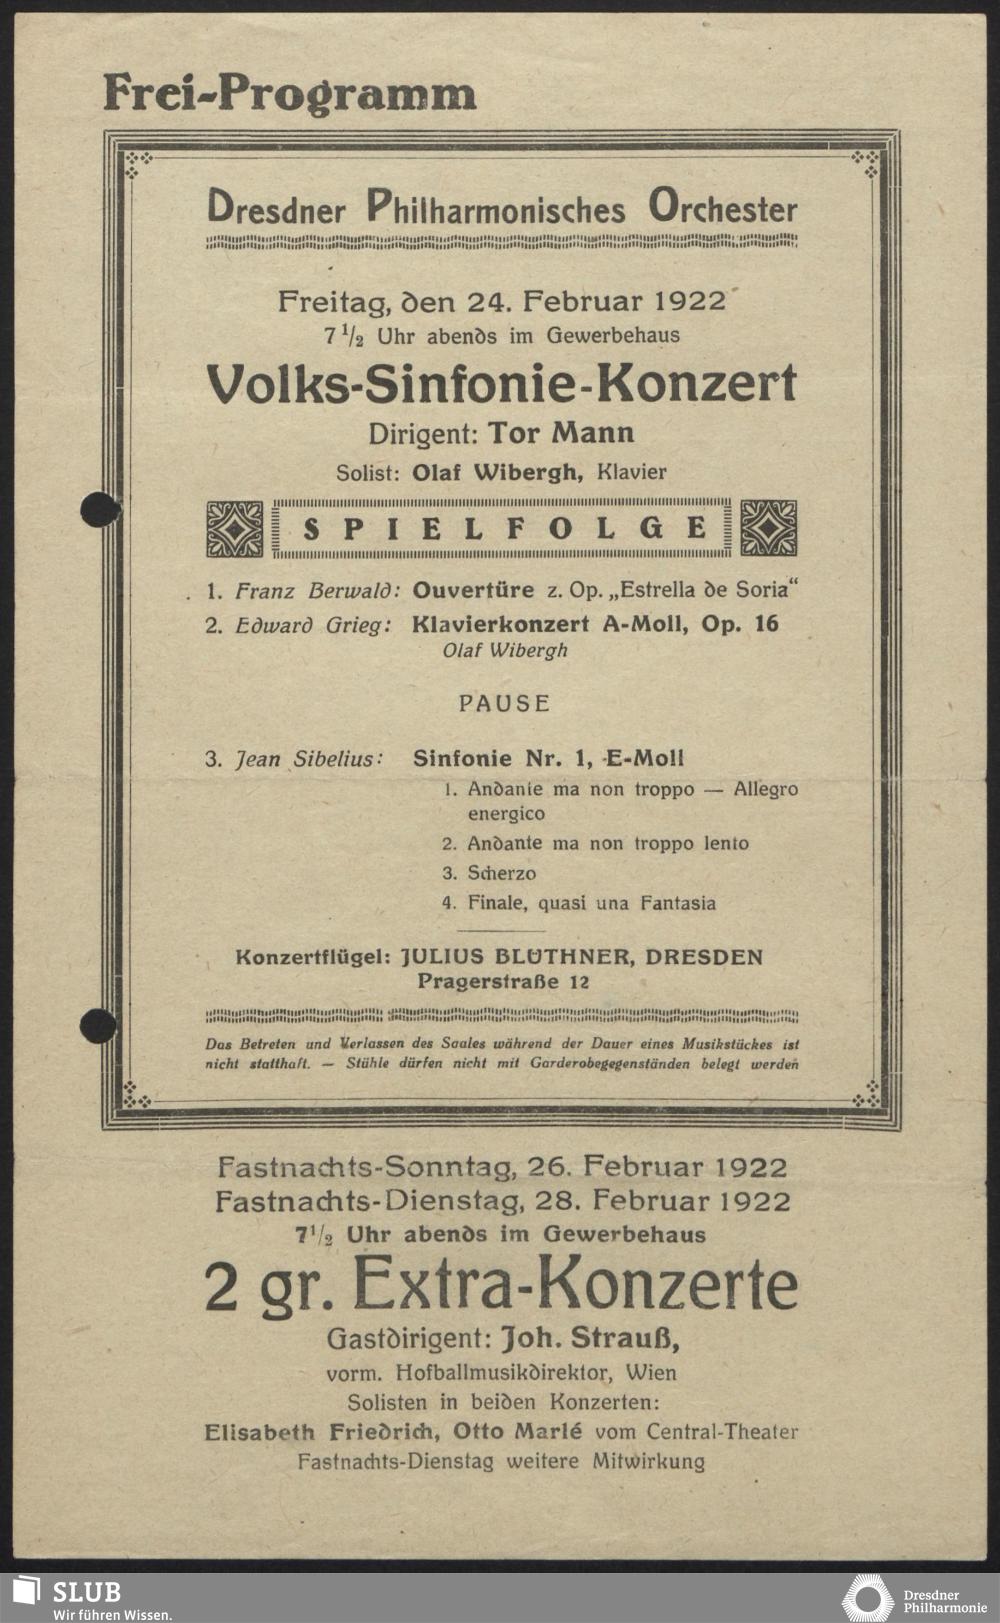 Frei-Programm
Dresdner Philharmonisches Orchester
Freitag, den 24. Februar 1922
7 1/2 Uhr abends im Gewerbehaus
Volks-Sinfonie-Konzert
Dirigent: Tor Mann
Solist: Olaf Wibergh, Klavier
SPIELFOLGE
1. Franz Berwald: Ouvertüre z. Op. „Estrella de Soria“
2. Edward Grieg: Klavierkonzert A-Moll, Op. 16
Olaf Wibergh
PAUSE
3. Jean Sibelius: Sinfonie Nr. 1, E-Moll
1. Andante ma non troppo — Allegro
energico
2. Andante ma non troppo lento
3. Scherzo
4. Finale, quasi una Fantasia
Konzertflügel: JULIUS BLÜTHNER, DRESDEN
Pragerstraße 12
Das Betreten und Verlassen des Saales während der Dauer eines Musikstückes ist
nicht statthaft. — Stühle dürfen nicht mit Garderobegegenständen belegt werden
Fastnachts-Sonntag, 26. Februar 1922
Fastnachts-Dienstag, 28. Februar 1922
7 1/2 Uhr abends im Gewerbehaus
2 gr. Extra-Konzerte
Gastdirigent: Joh. Strauß,
vorm. Hofballmusikdirektor, Wien
Solisten in beiden Konzerten:
Elisabeth Friedrich, Otto Marlé vom Central-Theater
Fastnachts-Dienstag weitere Mitwirkung
SLUB
Wir führen Wissen.
Dresdner
Philharmonie